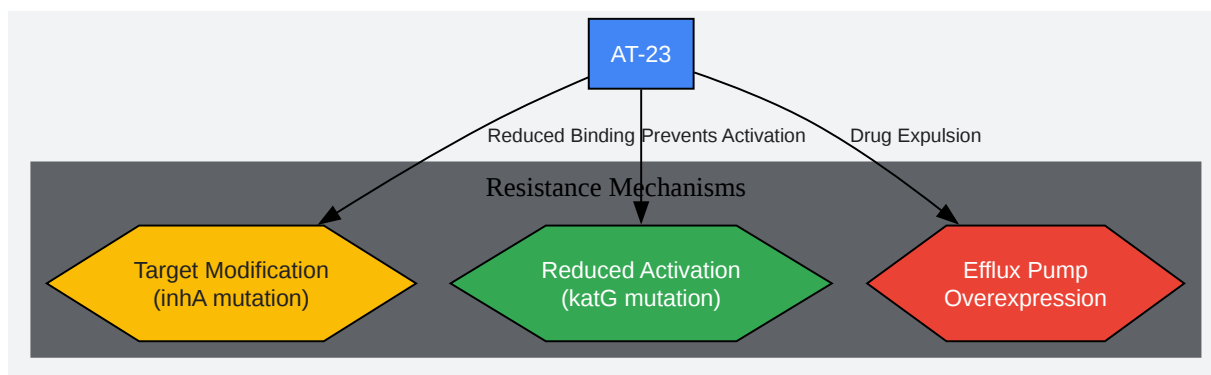 AT-23
Reduced Binding
Prevents Activation
Drug Expulsion
Resistance Mechanisms
Target Modification
(inhA mutation)
Reduced Activation
(katG mutation)
Efflux Pump
Overexpression